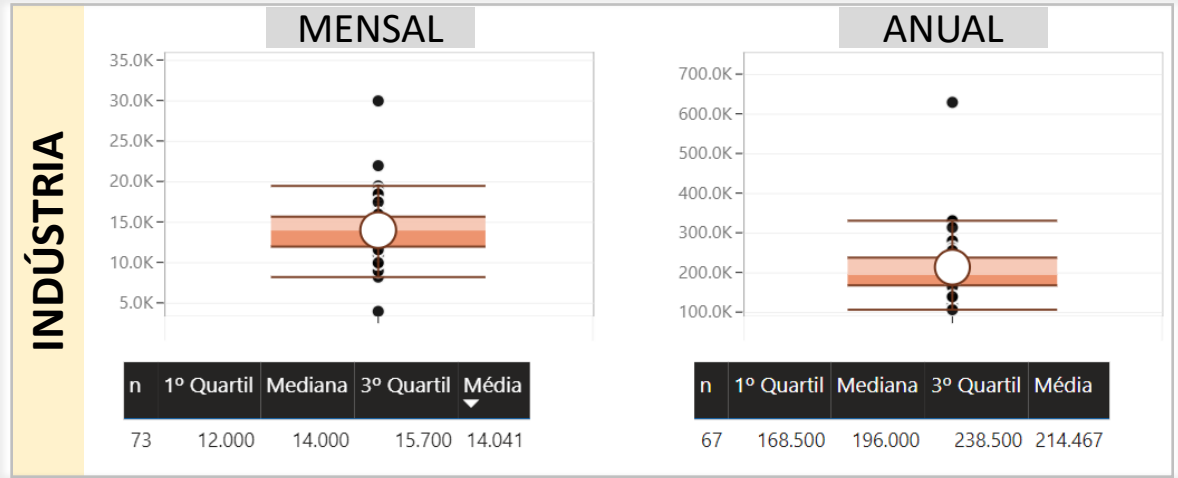 INDÚSTRIA
MENSAL
35.0K
30.0K
25.0K
20.0K
15.0K
10.0K
5.0K
n 1º Quartil Mediana 3º Quartil Média
73 12.000 14.000 15.700 14.041
ANUAL
700.0K
600.0K
500.0K
400.0K
300.0K
200.0K
100.0K
n 1º Quartil Mediana 3º Quartil Média
67 168.500 196.000 238.500 214.467